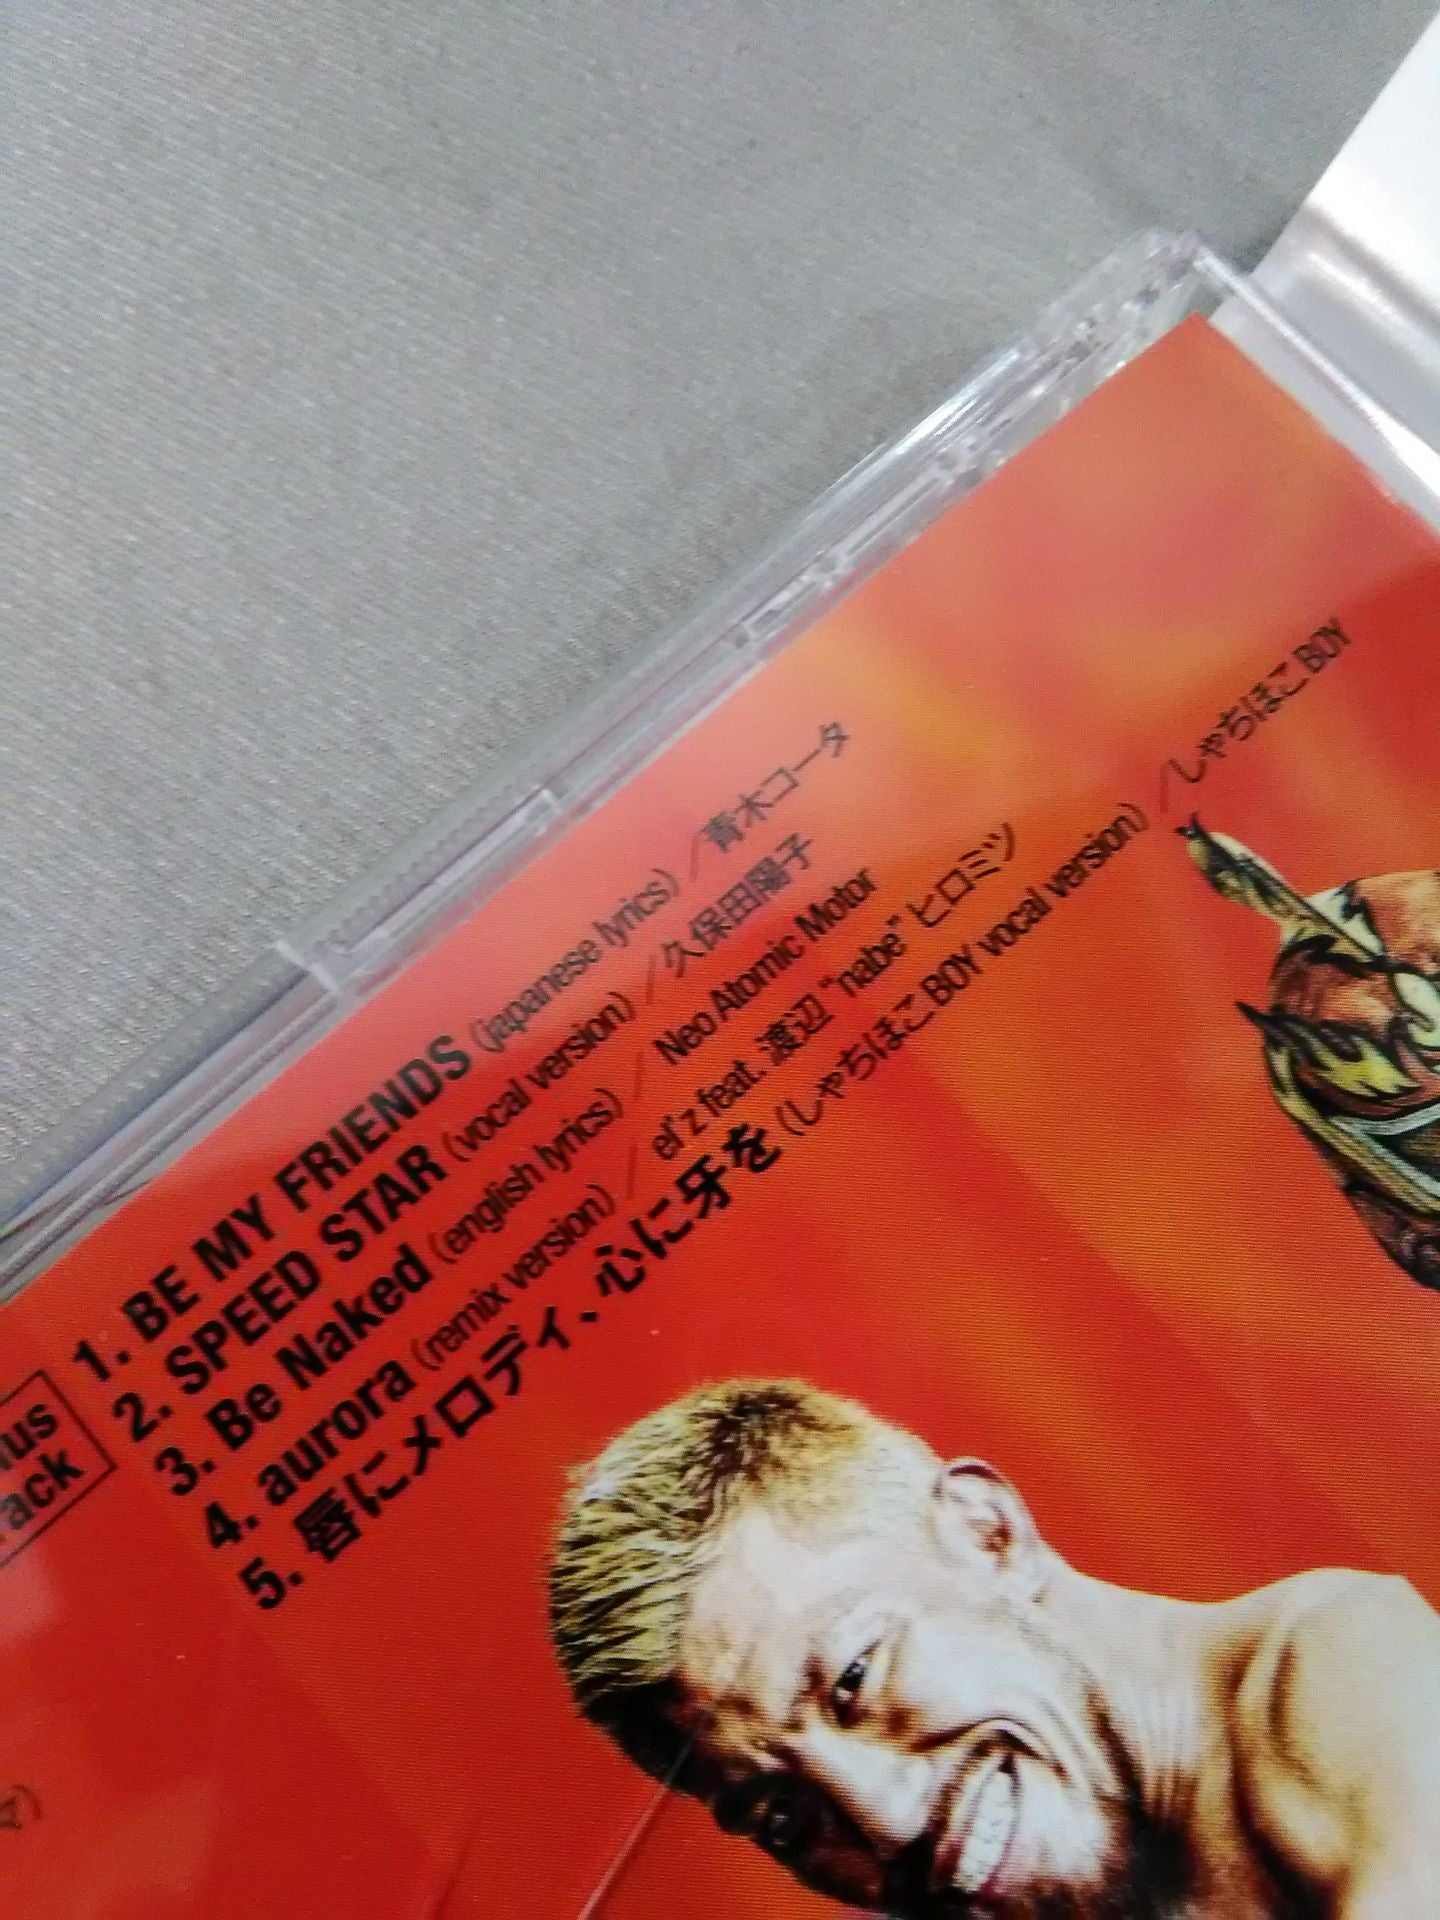 1. BE MY FRIENDS (japanese lyrics) ／青木コータ
2. SPEED STAR (vocal version) ／久保田陽子
3. Be Naked (english lyrics) ／ Neo Atomic Motor
4. aurora (remix version) ／ el'z feat. 渡辺 "nabe" ヒロミツ
5. 唇にメロディ、心に牙を (しゃちほこBOY vocal version) ／しゃちほこBOY